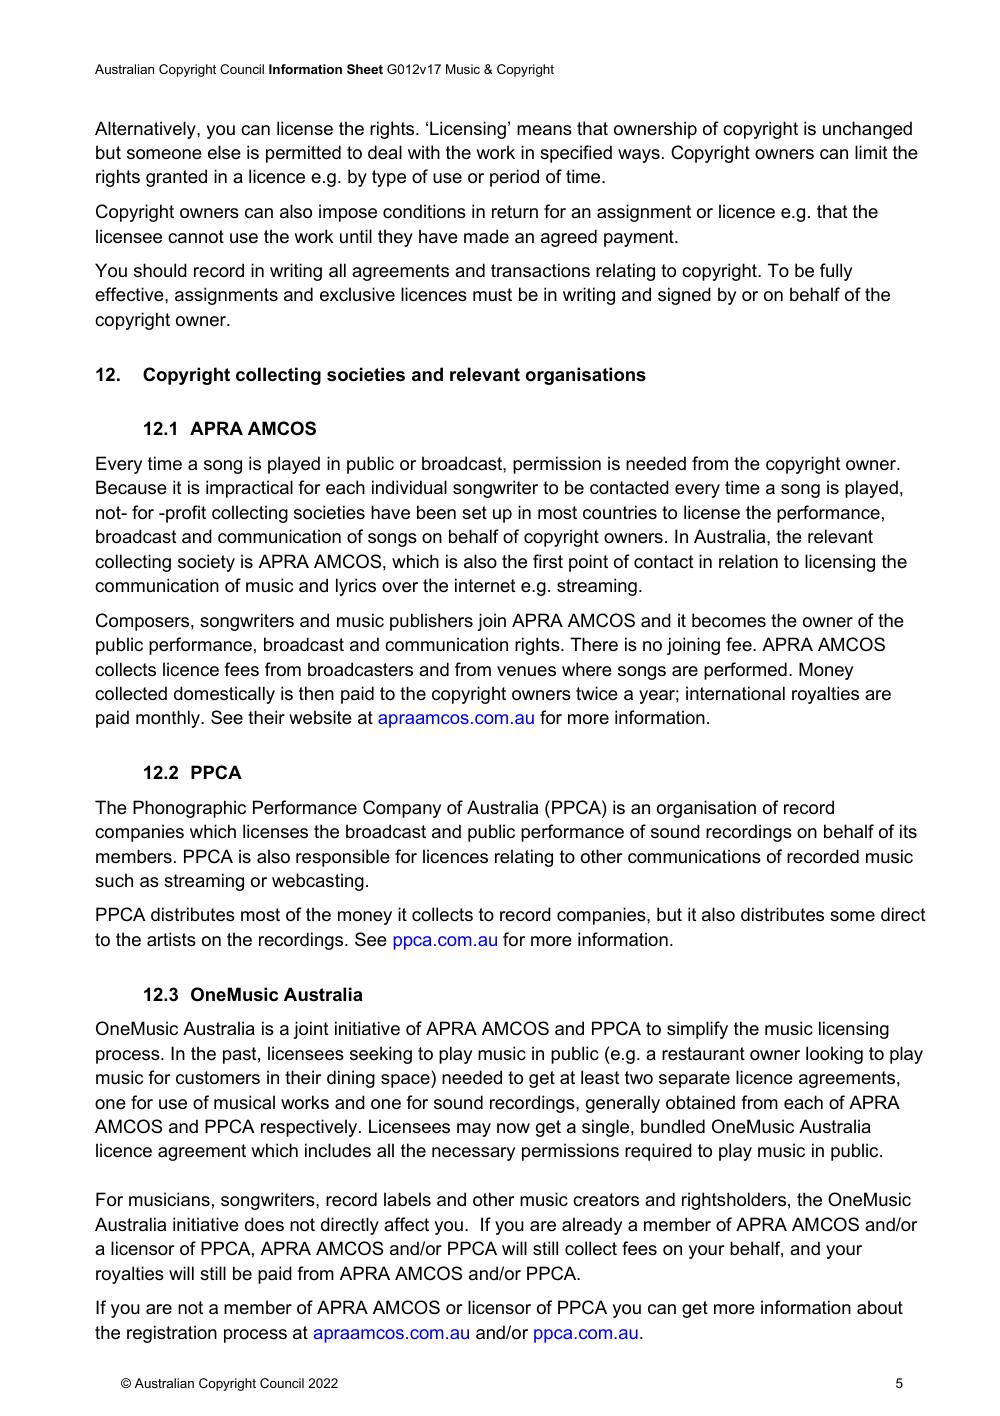 Australian Copyright Council Information Sheet G012v17 Music & Copyright
Alternatively, you can license the rights. ‘Licensing’ means that ownership of copyright is unchanged
but someone else is permitted to deal with the work in specified ways. Copyright owners can limit the
rights granted in a licence e.g. by type of use or period of time.
Copyright owners can also impose conditions in return for an assignment or licence e.g. that the
licensee cannot use the work until they have made an agreed payment.
You should record in writing all agreements and transactions relating to copyright. To be fully
effective, assignments and exclusive licences must be in writing and signed by or on behalf of the
copyright owner.
12. Copyright collecting societies and relevant organisations
12.1 APRA AMCOS
Every time a song is played in public or broadcast, permission is needed from the copyright owner.
Because it is impractical for each individual songwriter to be contacted every time a song is played,
not- for -profit collecting societies have been set up in most countries to license the performance,
broadcast and communication of songs on behalf of copyright owners. In Australia, the relevant
collecting society is APRA AMCOS, which is also the first point of contact in relation to licensing the
communication of music and lyrics over the internet e.g. streaming.
Composers, songwriters and music publishers join APRA AMCOS and it becomes the owner of the
public performance, broadcast and communication rights. There is no joining fee. APRA AMCOS
collects licence fees from broadcasters and from venues where songs are performed. Money
collected domestically is then paid to the copyright owners twice a year; international royalties are
paid monthly. See their website at apraamcos.com.au for more information.
12.2 PPCA
The Phonographic Performance Company of Australia (PPCA) is an organisation of record
companies which licenses the broadcast and public performance of sound recordings on behalf of its
members. PPCA is also responsible for licences relating to other communications of recorded music
such as streaming or webcasting.
PPCA distributes most of the money it collects to record companies, but it also distributes some direct
to the artists on the recordings. See ppca.com.au for more information.
12.3 OneMusic Australia
OneMusic Australia is a joint initiative of APRA AMCOS and PPCA to simplify the music licensing
process. In the past, licensees seeking to play music in public (e.g. a restaurant owner looking to play
music for customers in their dining space) needed to get at least two separate licence agreements,
one for use of musical works and one for sound recordings, generally obtained from each of APRA
AMCOS and PPCA respectively. Licensees may now get a single, bundled OneMusic Australia
licence agreement which includes all the necessary permissions required to play music in public.
For musicians, songwriters, record labels and other music creators and rightsholders, the OneMusic
Australia initiative does not directly affect you.  If you are already a member of APRA AMCOS and/or
a licensor of PPCA, APRA AMCOS and/or PPCA will still collect fees on your behalf, and your
royalties will still be paid from APRA AMCOS and/or PPCA.
If you are not a member of APRA AMCOS or licensor of PPCA you can get more information about
the registration process at apraamcos.com.au and/or ppca.com.au.
© Australian Copyright Council 2022 5